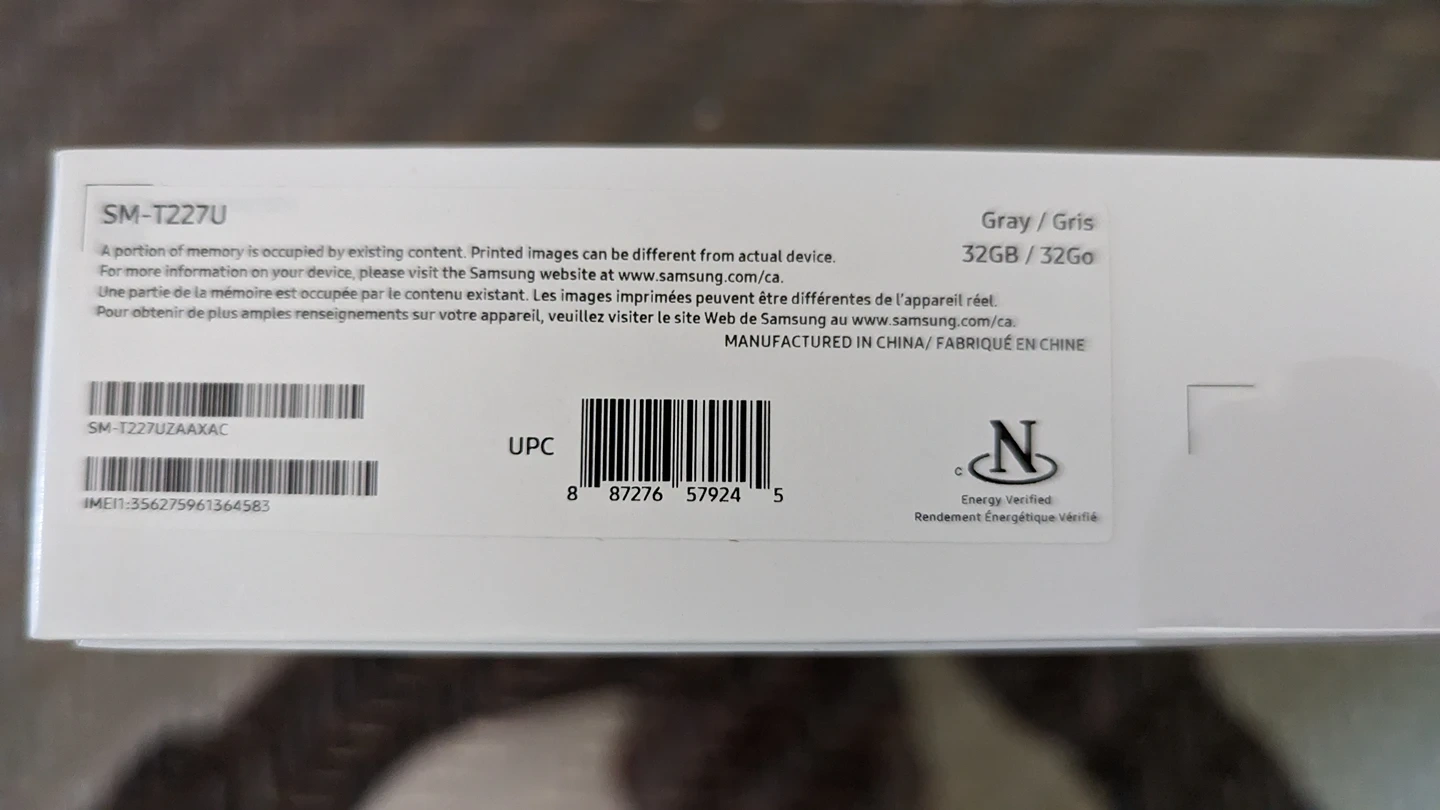 SM-T227U
Gray / Gris
32GB / 32Go
A portion of memory is occupied by existing content. Printed images can be different from actual device.
For more information on your device, please visit the Samsung website at www.samsung.com/ca.
Une partie de la mémoire est occupée par le contenu existant. Les images imprimées peuvent être différentes de l'appareil réel.
Pour obtenir de plus amples renseignements sur votre appareil, veuillez visiter le site Web de Samsung au www.samsung.com/ca.
MANUFACTURED IN CHINA/ FABRIQUÉ EN CHINE
SM-T227UZAAXAC
IMEI1:356275961364583
UPC
8 87276 57924 5
c N
Energy Verified
Rendement Énergétique Vérifié